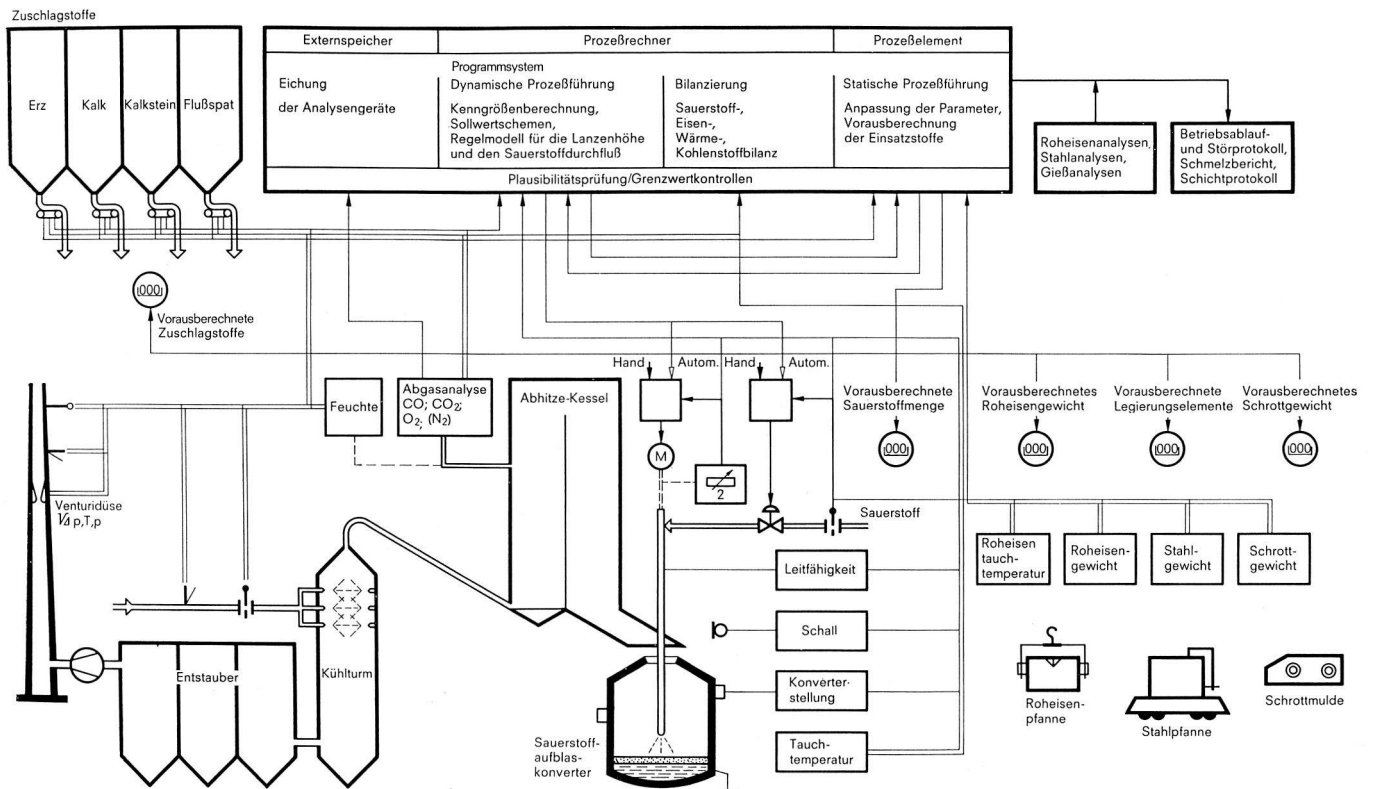 Zuschlagstoffe
Erz
Kalk
Kalkstein
Flußspat
Externspeicher
Prozeßrechner
Prozeßelement
Eichung
der Analysengeräte
Programmsystem
Dynamische Prozeßführung
Kenngrößenberechnung,
Sollwertschemen,
Regelmodell für die Lanzenhöhe
und den Sauerstoffdurchfluß
Bilanzierung
Sauerstoff-,
Eisen-,
Wärme-,
Kohlenstoffbilanz
Statische Prozeßführung
Anpassung der Parameter,
Vorausberechnung
der Einsatzstoffe
Plausibilitätsprüfung/Grenzwertkontrollen
Roheisenanalysen,
Stahlanalysen,
Gießanalysen
Betriebsablauf-
und Störprotokoll,
Schmelzbericht,
Schichtprotokoll
000
Vorausberechnete
Zuschlagstoffe
Feuchte
Abgasanalyse
CO; CO₂;
O₂; (N₂)
Abhitze-Kessel
Hand
Autom.
Hand
Autom.
M
2
Vorausberechnete
Sauerstoffmenge
000
Vorausberechnetes
Roheisengewicht
000
Vorausberechnete
Legierungselemente
000
Vorausberechnetes
Schrottgewicht
000
Venturidüse
√Δ p,T,p
Sauerstoff
Roheisen
tauch-
temperatur
Roheisen-
gewicht
Stahl-
gewicht
Schrott-
gewicht
Leitfähigkeit
Schall
Konverter-
stellung
Tauch-
temperatur
Entstauber
Kühlturm
Sauerstoff-
aufblas-
konverter
Roheisen-
pfanne
Stahlpfanne
Schrottmulde